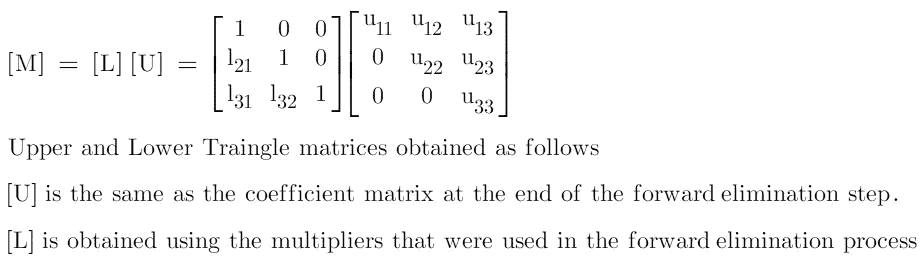 [M] = [L] [U] = [ 1 0 0 ] [ u11 u12 u13 ]
[ l21 1 0 ] [ 0 u22 u23 ]
[ l31 l32 1 ] [ 0 0 u33 ]
Upper and Lower Traingle matrices obtained as follows
[U] is the same as the coefficient matrix at the end of the forward elimination step.
[L] is obtained using the multipliers that were used in the forward elimination process